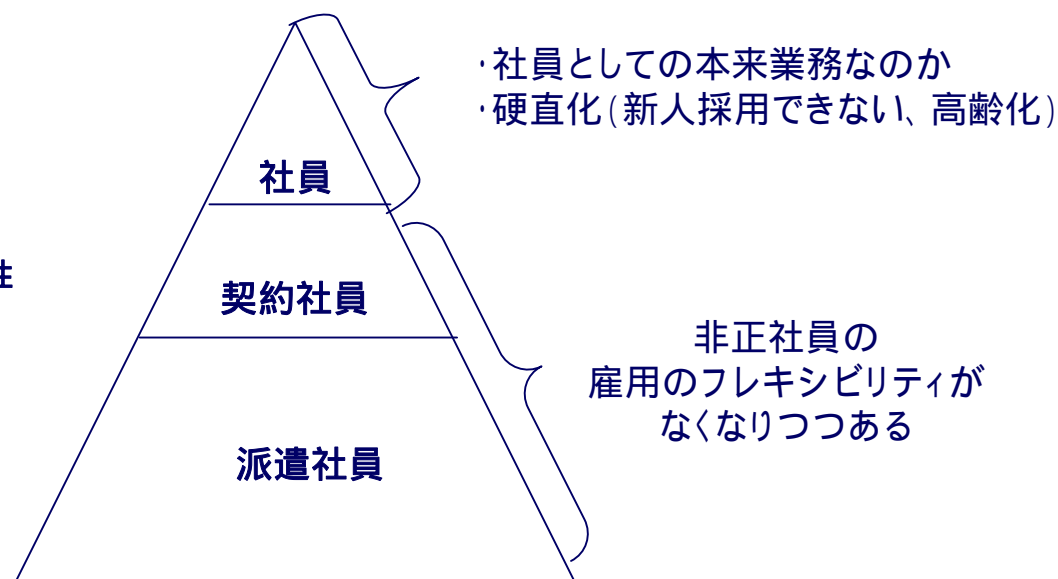 ・社員としての本来業務なのか
・硬直化(新人採用できない、高齢化)
社員
性
契約社員
非正社員の
雇用のフレキシビリティが
なくなりつつある
派遣社員